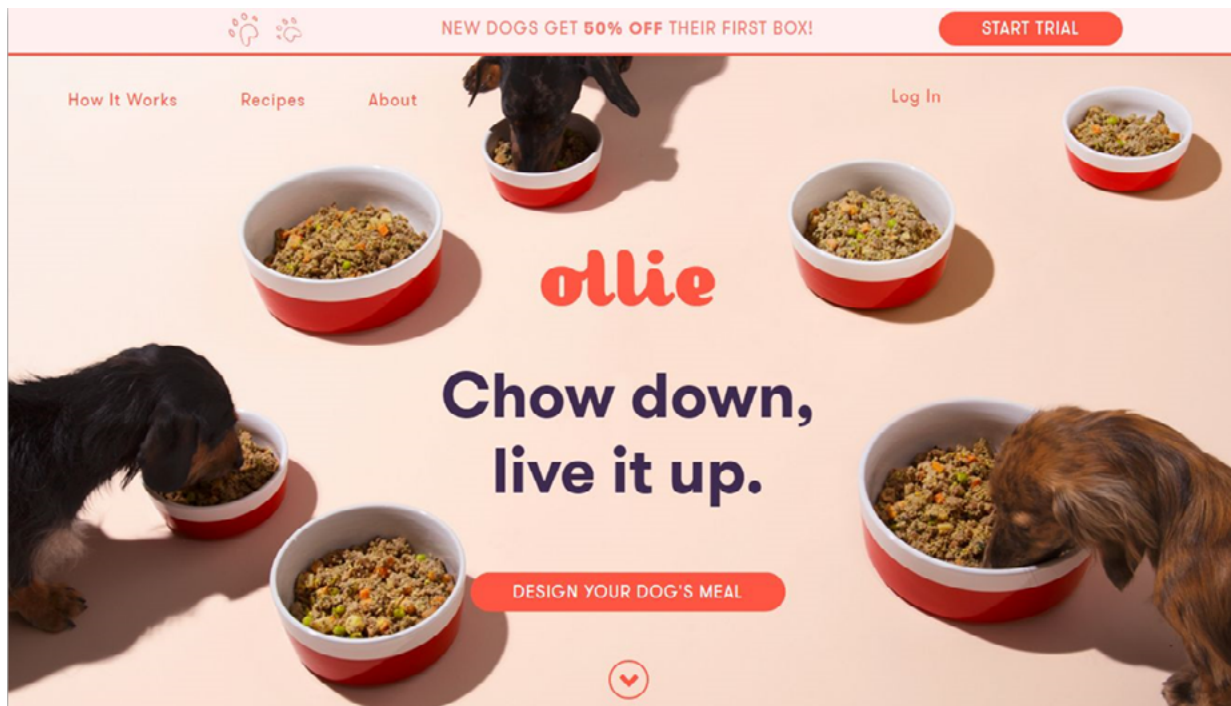 NEW DOGS GET 50% OFF THEIR FIRST BOX!
START TRIAL
How It Works
Recipes
About
Log In
ollie
Chow down,
live it up.
DESIGN YOUR DOG'S MEAL